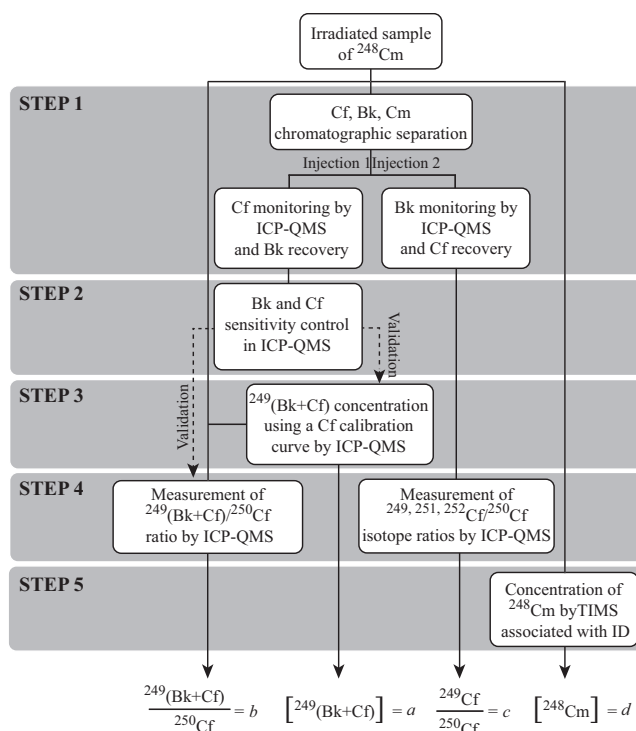 Irradiated sample
of ²⁴⁸Cm
STEP 1
Cf, Bk, Cm
chromatographic separation
Injection 1
Injection 2
Cf monitoring by
ICP-QMS
and Bk recovery
Bk monitoring by
ICP-QMS
and Cf recovery
STEP 2
Bk and Cf
sensitivity control
in ICP-QMS
Validation
Validation
STEP 3
²⁴⁹(Bk+Cf) concentration
using a Cf calibration
curve by ICP-QMS
STEP 4
Measurement of
²⁴⁹(Bk+Cf)/²⁵⁰Cf
ratio by ICP-QMS
Measurement of
²⁴⁹, ²⁵¹, ²⁵²Cf/²⁵⁰Cf
isotope ratios by ICP-QMS
STEP 5
Concentration of
²⁴⁸Cm byTIMS
associated with ID
²⁴⁹(Bk+Cf)
²⁵⁰Cf
= b
[²⁴⁹(Bk+Cf)] = a
²⁴⁹Cf
²⁵⁰Cf
= c
[²⁴⁸Cm] = d